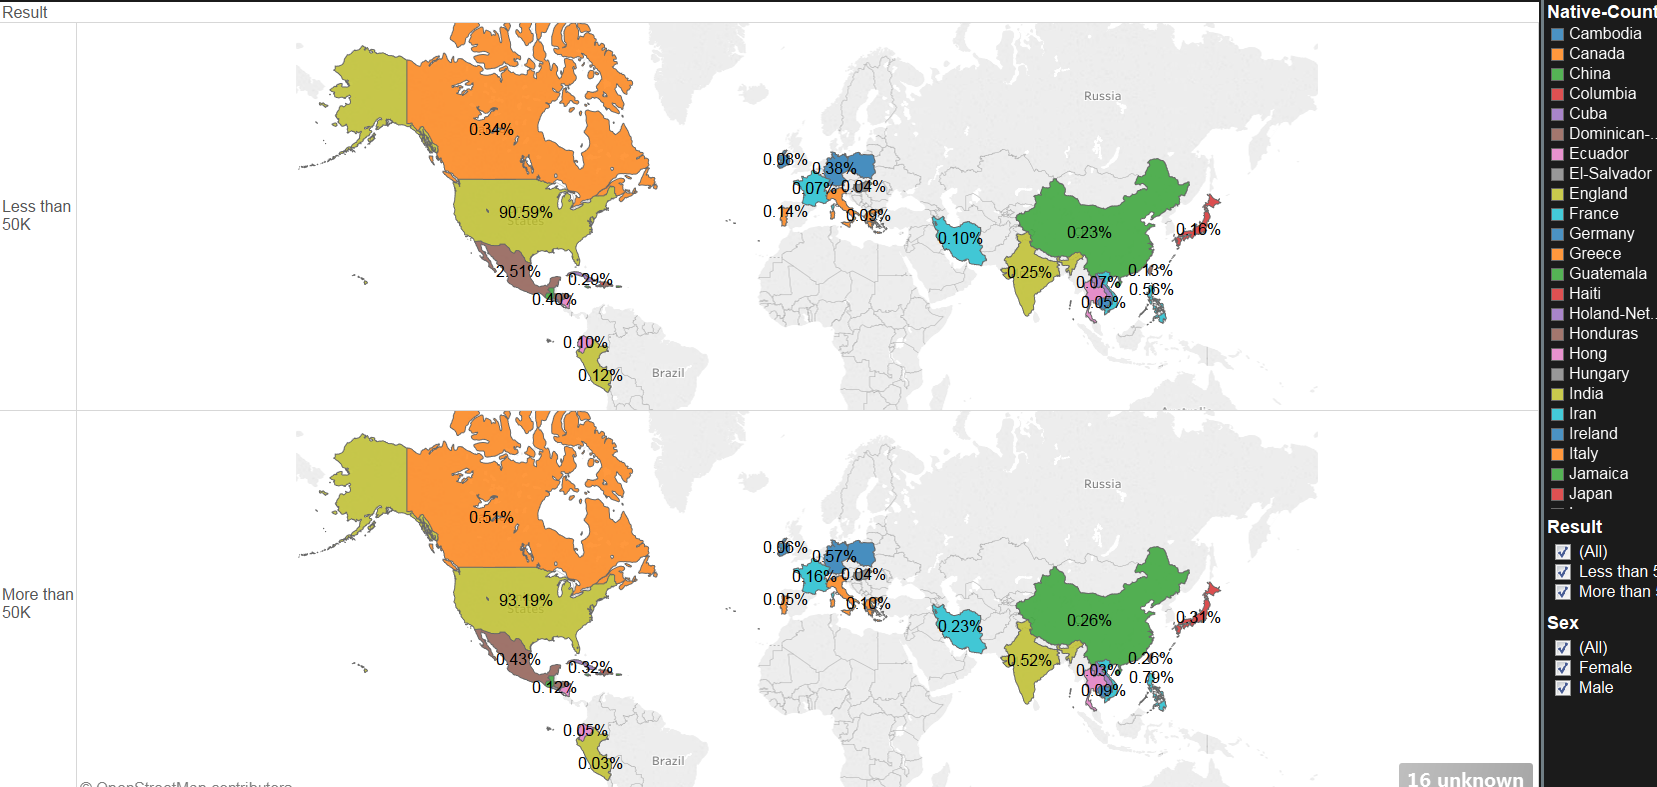 Result
Less than
50K
Russia
0.34%
0.08%
0.38%
0.07%
0.04%
90.59%
States
0.14%
0.09%
0.10%
0.23%
0.16%
2.51%
0.29%
0.40%
0.25%
0.13%
0.07%
0.56%
0.05%
0.10%
0.12%
Brazil
More than
50K
Russia
0.51%
0.06%
0.57%
0.16%
0.04%
93.19%
States
0.05%
0.10%
0.23%
0.26%
0.31%
0.43%
0.32%
0.12%
0.52%
0.26%
0.03%
0.79%
0.09%
0.05%
0.03%
Brazil
© OpenStreetMap contributors
16 unknown
Native-Count
Cambodia
Canada
China
Columbia
Cuba
Dominican-..
Ecuador
El-Salvador
England
France
Germany
Greece
Guatemala
Haiti
Holand-Net..
Honduras
Hong
Hungary
India
Iran
Ireland
Italy
Jamaica
Japan
Result
(All)
Less than 5
More than
Sex
(All)
Female
Male